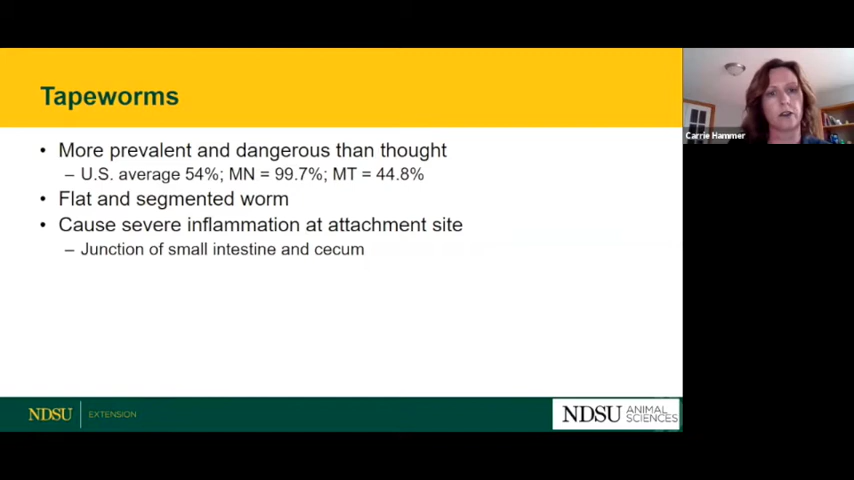 Tapeworms
• More prevalent and dangerous than thought
– U.S. average 54%; MN = 99.7%; MT = 44.8%
• Flat and segmented worm
• Cause severe inflammation at attachment site
– Junction of small intestine and cecum
Carrie Hammer
NDSU EXTENSION
NDSU ANIMAL
SCIENCES